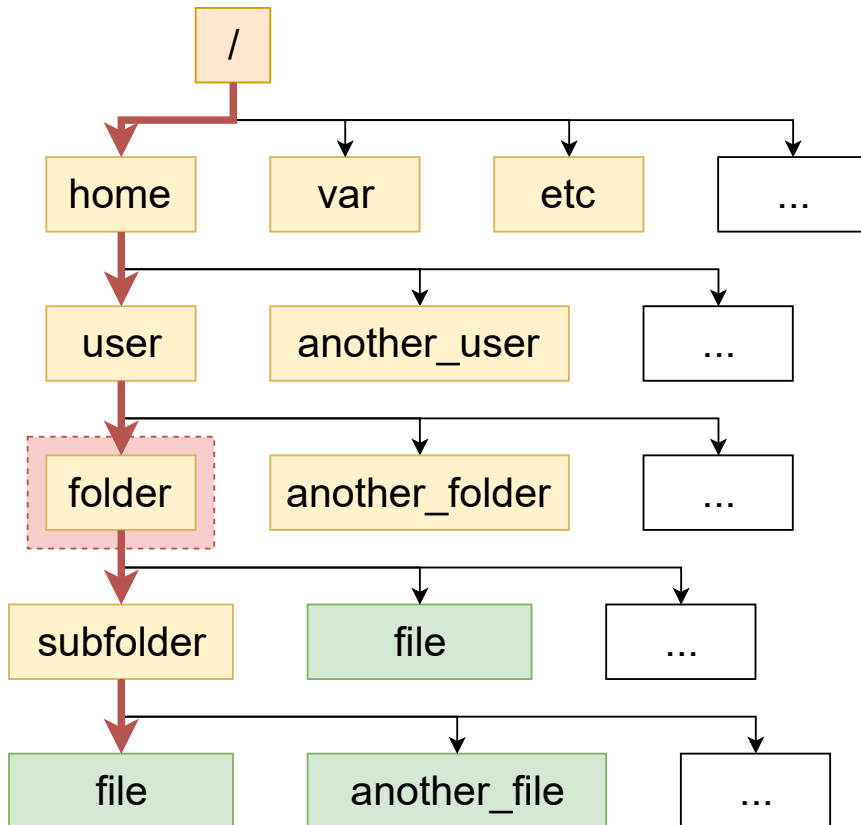 /
home
var
etc
...
user
another_user
...
folder
another_folder
...
subfolder
file
...
file
another_file
...